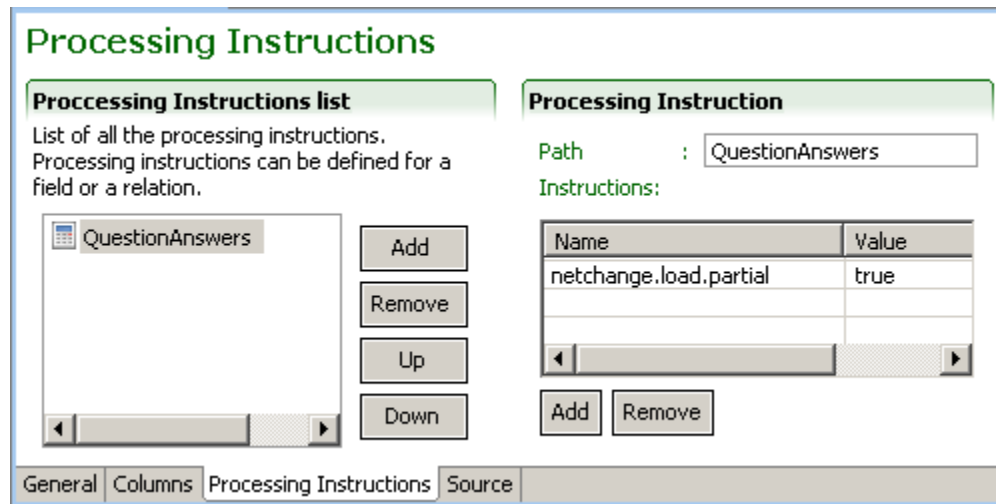 Processing Instructions
Proccessing Instructions list
List of all the processing instructions.
Processing instructions can be defined for a
field or a relation.
QuestionAnswers
Add
Remove
Up
Down
Processing Instruction
Path : QuestionAnswers
Instructions:
Name Value
netchange.load.partial true
Add Remove
General Columns Processing Instructions Source